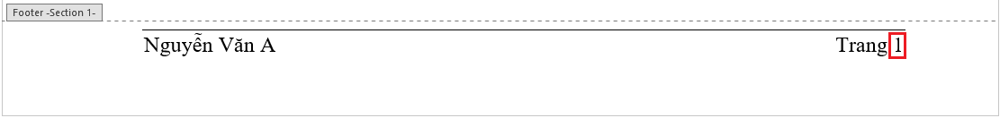 Footer -Section 1-
Nguyễn Văn A Trang 1